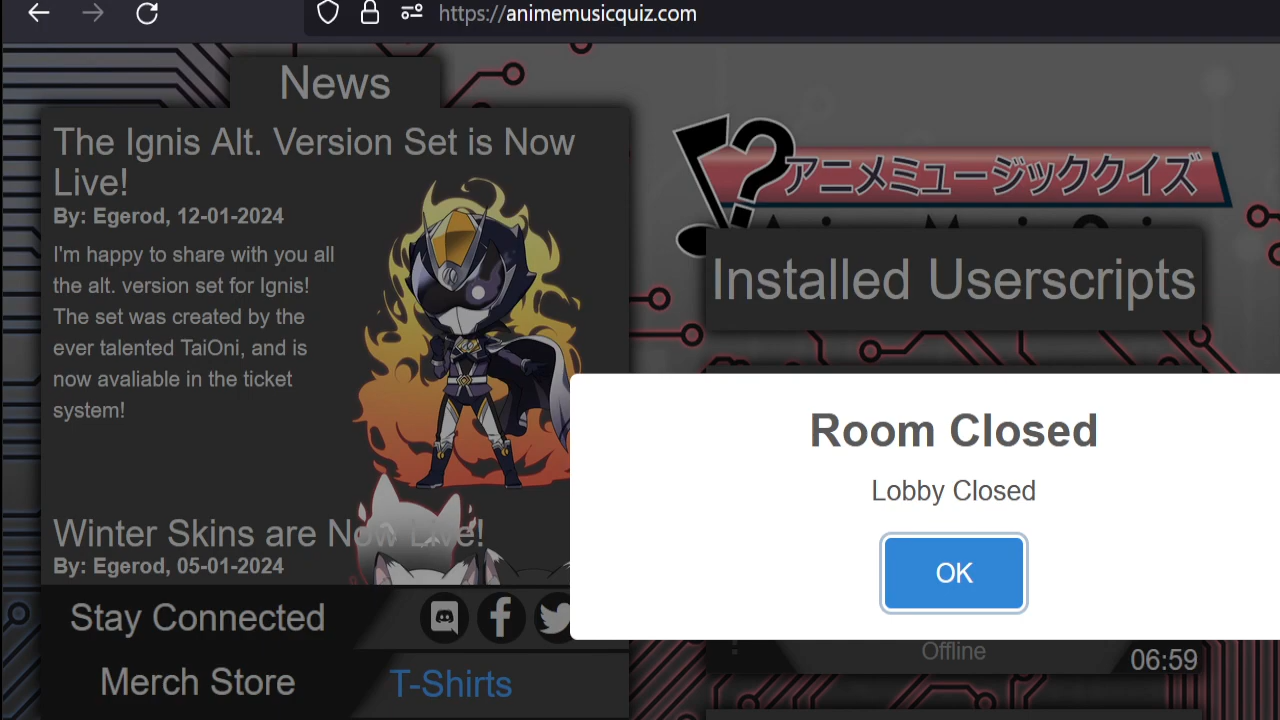 https://animemusicquiz.com
News
The Ignis Alt. Version Set is Now
Live!
By: Egerod, 12-01-2024
I'm happy to share with you all
the alt. version set for Ignis!
The set was created by the
ever talented TaiOni, and is
now avaliable in the ticket
system!
Winter Skins are Now Live!
By: Egerod, 05-01-2024
Stay Connected
Merch Store
T-Shirts
アニメミュージッククイズ
Installed Userscripts
Room Closed
Lobby Closed
OK
Offline
06:59